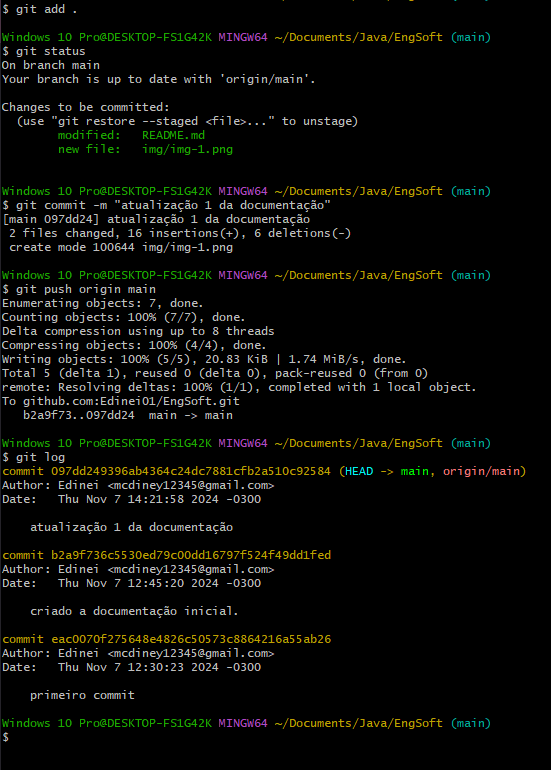 $ git add .

Windows 10 Pro@DESKTOP-FS1G42K MINGW64 ~/Documents/Java/EngSoft (main)
$ git status
On branch main
Your branch is up to date with 'origin/main'.

Changes to be committed:
  (use "git restore --staged <file>..." to unstage)
        modified:   README.md
        new file:   img/img-1.png


Windows 10 Pro@DESKTOP-FS1G42K MINGW64 ~/Documents/Java/EngSoft (main)
$ git commit -m "atualização 1 da documentação"
[main 097dd24] atualização 1 da documentação
 2 files changed, 16 insertions(+), 6 deletions(-)
 create mode 100644 img/img-1.png

Windows 10 Pro@DESKTOP-FS1G42K MINGW64 ~/Documents/Java/EngSoft (main)
$ git push origin main
Enumerating objects: 7, done.
Counting objects: 100% (7/7), done.
Delta compression using up to 8 threads
Compressing objects: 100% (4/4), done.
Writing objects: 100% (5/5), 20.83 KiB | 1.74 MiB/s, done.
Total 5 (delta 1), reused 0 (delta 0), pack-reused 0 (from 0)
remote: Resolving deltas: 100% (1/1), completed with 1 local object.
To github.com:Edinei01/EngSoft.git
   b2a9f73..097dd24  main -> main

Windows 10 Pro@DESKTOP-FS1G42K MINGW64 ~/Documents/Java/EngSoft (main)
$ git log
commit 097dd249396ab4364c24dc7881cfb2a510c92584 (HEAD -> main, origin/main)
Author: Edinei <mcdiney12345@gmail.com>
Date:   Thu Nov 7 14:21:58 2024 -0300

    atualização 1 da documentação

commit b2a9f736c5530ed79c00dd16797f524f49dd1fed
Author: Edinei <mcdiney12345@gmail.com>
Date:   Thu Nov 7 12:45:20 2024 -0300

    criado a documentação inicial.

commit eac0070f275648e4826c50573c8864216a55ab26
Author: Edinei <mcdiney12345@gmail.com>
Date:   Thu Nov 7 12:30:23 2024 -0300

    primeiro commit

Windows 10 Pro@DESKTOP-FS1G42K MINGW64 ~/Documents/Java/EngSoft (main)
$